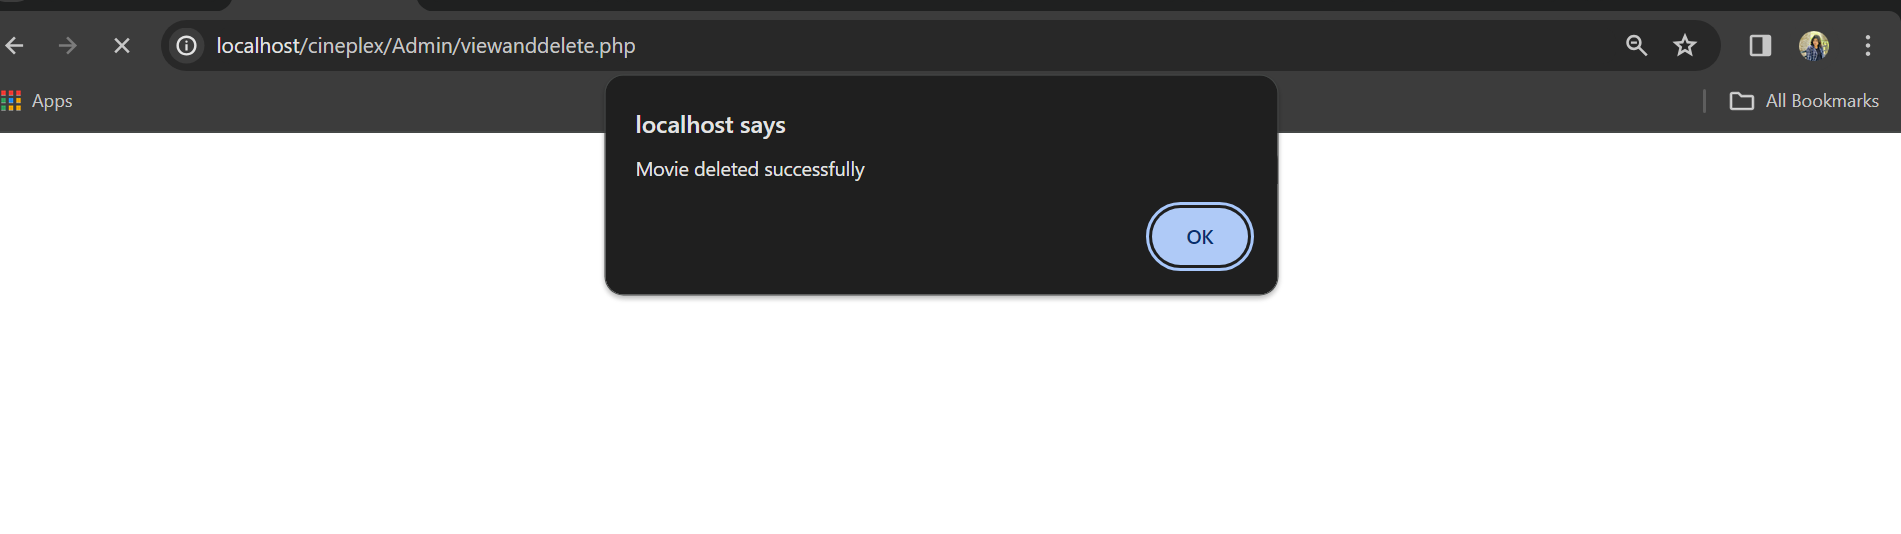 localhost/cineplex/Admin/viewanddelete.php
Apps
All Bookmarks
localhost says
Movie deleted successfully
OK